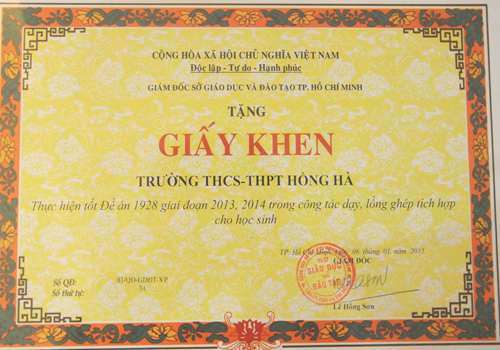 CỘNG HÒA XÃ HỘI CHỦ NGHĨA VIỆT NAM
Độc lập - Tự do - Hạnh phúc
GIÁM ĐỐC SỞ GIÁO DỤC VÀ ĐÀO TẠO TP. HỒ CHÍ MINH
TẶNG
GIẤY KHEN
TRƯỜNG THCS-THPT HỒNG HÀ
Thực hiện tốt Đề án 1928 giai đoạn 2013, 2014 trong công tác dạy, lồng ghép tích hợp
cho học sinh
TP. Hồ Chí Minh, 06 tháng 01 năm 2015
GIÁM ĐỐC
GIÁO DỤC
VÀ
ĐÀO TẠO
Số QĐ: QĐ-GDĐT-VP
Số thứ tự: 34
Lê Hồng Sơn